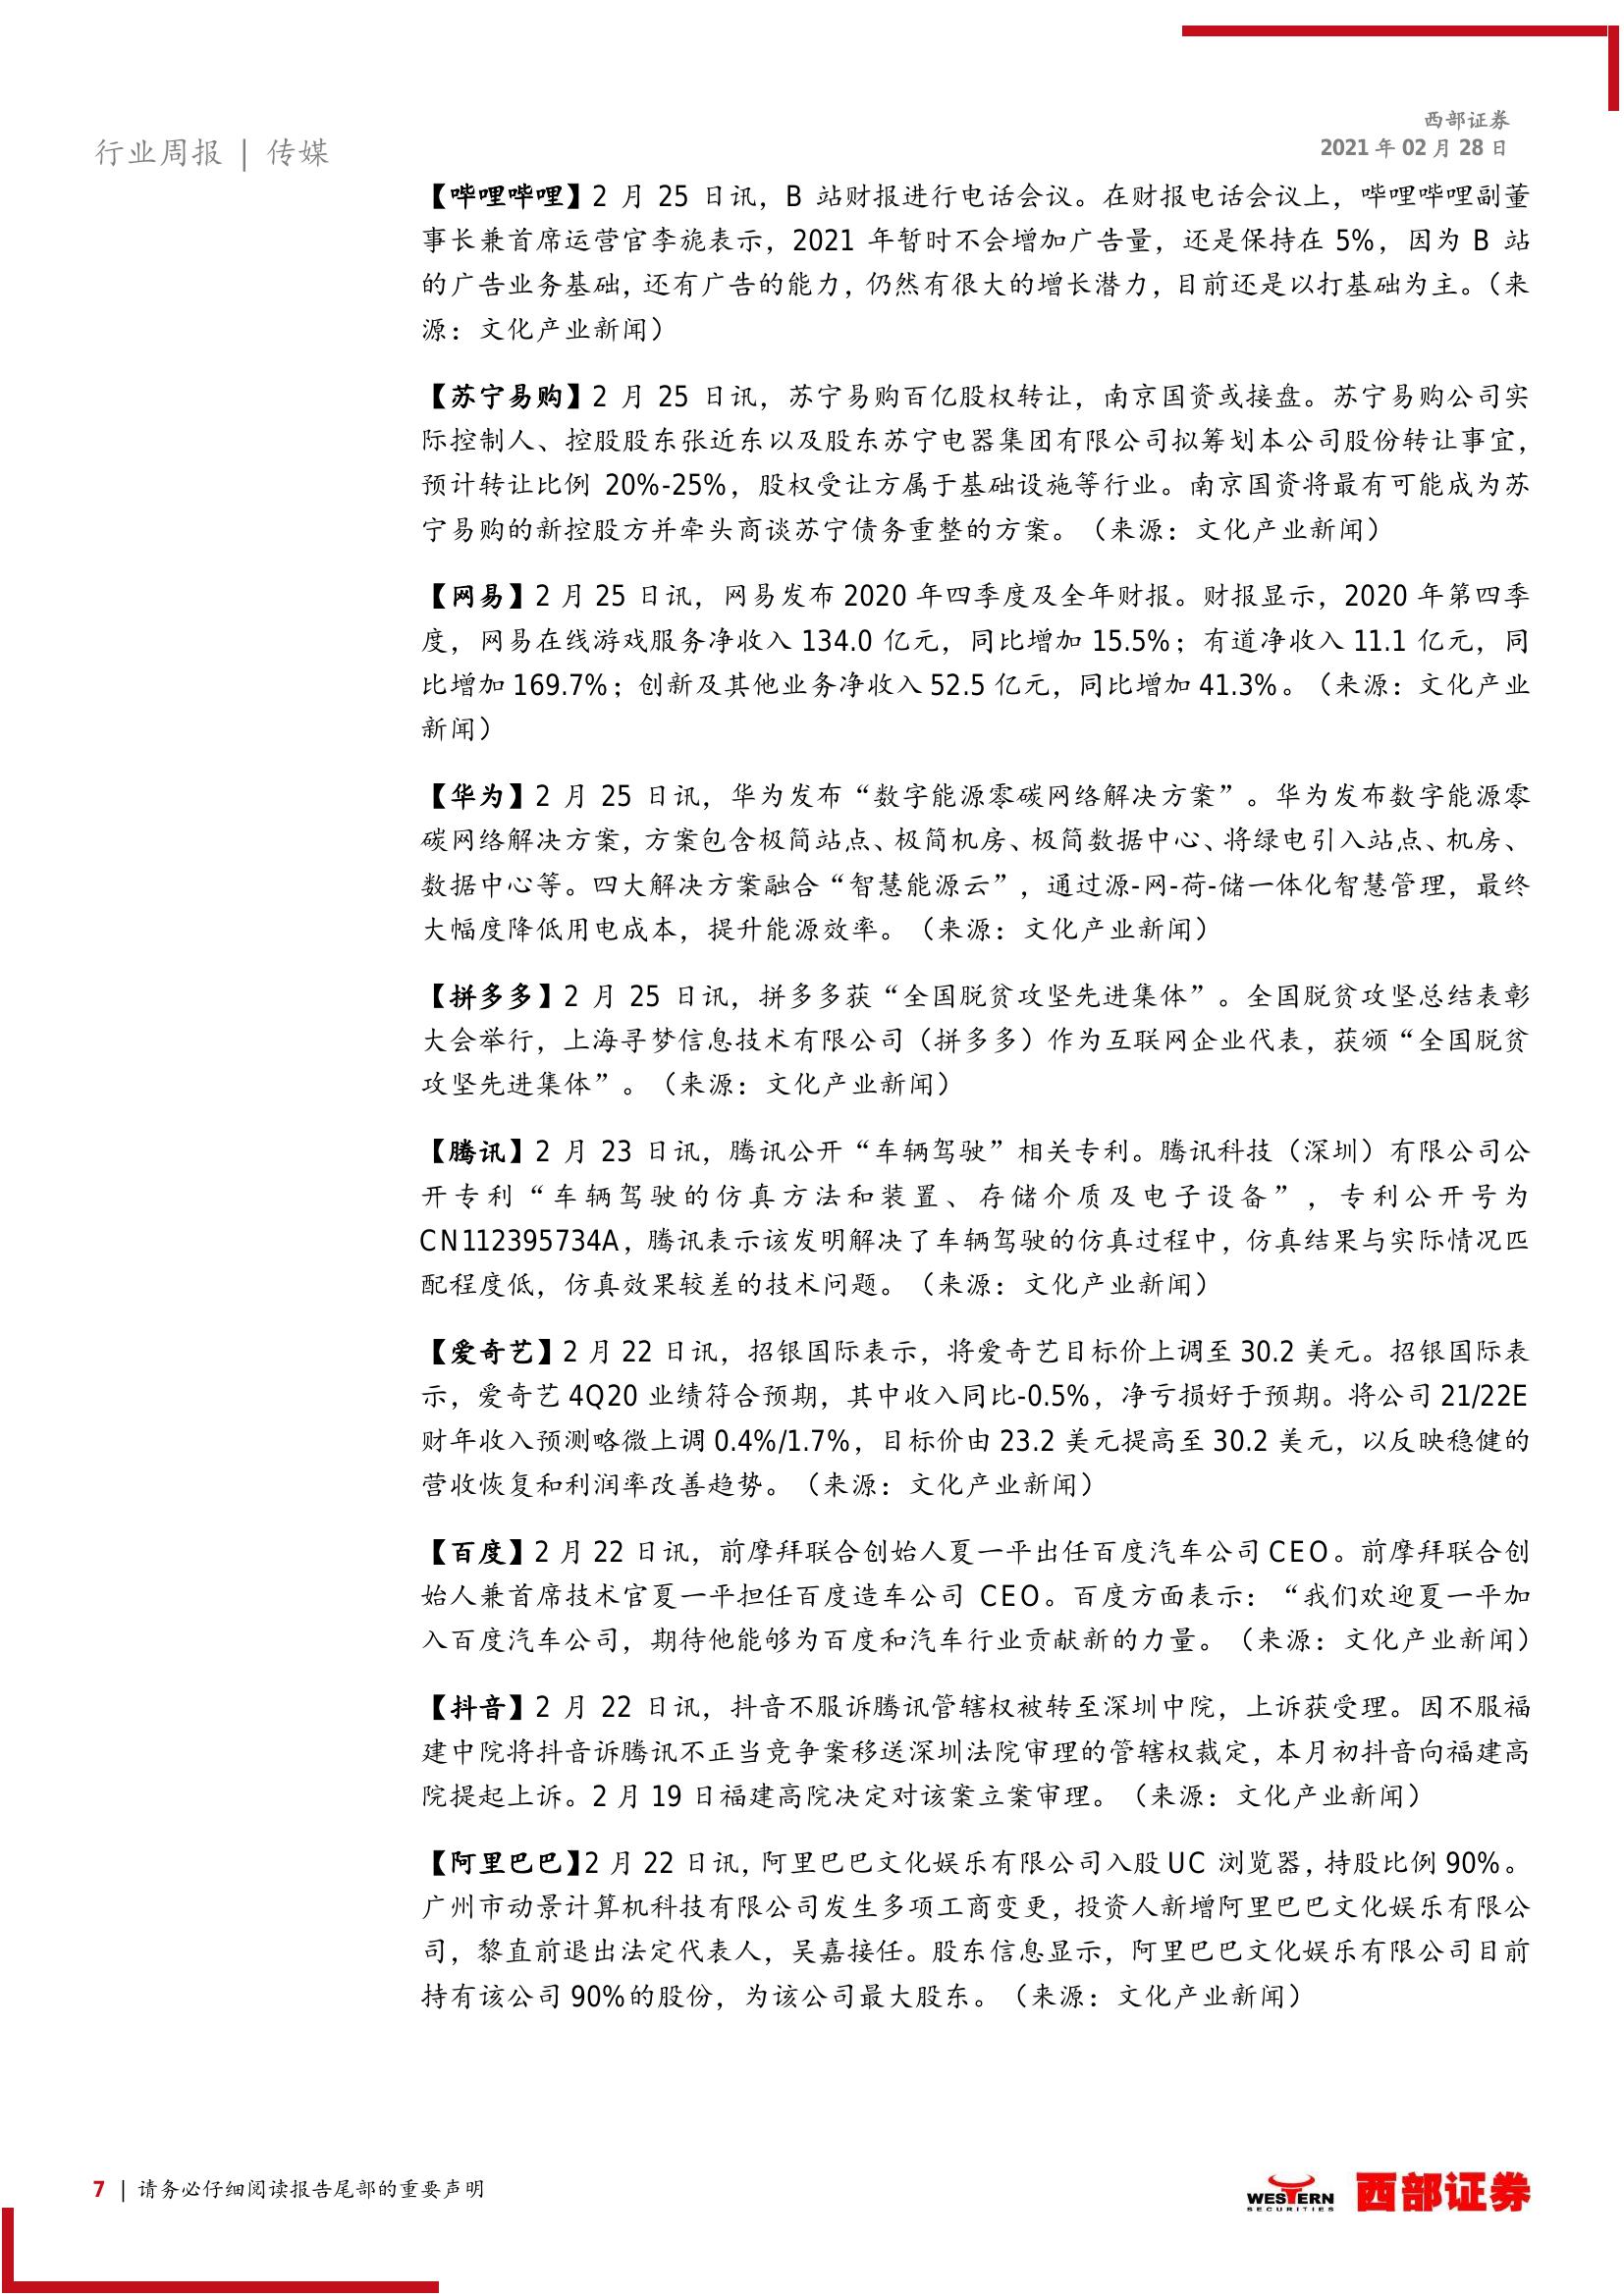 西部证券
2021 年 02 月 28 日
行业周报 | 传媒
【哔哩哔哩】2 月 25 日讯，B 站财报进行电话会议。在财报电话会议上，哔哩哔哩副董
事长兼首席运营官李旎表示，2021 年暂时不会增加广告量，还是保持在 5%，因为 B 站
的广告业务基础，还有广告的能力，仍然有很大的增长潜力，目前还是以打基础为主。（来
源：文化产业新闻）
【苏宁易购】2 月 25 日讯，苏宁易购百亿股权转让，南京国资或接盘。苏宁易购公司实
际控制人、控股股东张近东以及股东苏宁电器集团有限公司拟筹划本公司股份转让事宜，
预计转让比例 20%-25%，股权受让方属于基础设施等行业。南京国资将最有可能成为苏
宁易购的新控股方并牵头商谈苏宁债务重整的方案。（来源：文化产业新闻）
【网易】2 月 25 日讯，网易发布 2020 年四季度及全年财报。财报显示，2020 年第四季
度，网易在线游戏服务净收入 134.0 亿元，同比增加 15.5%；有道净收入 11.1 亿元，同
比增加 169.7%；创新及其他业务净收入 52.5 亿元，同比增加 41.3%。（来源：文化产业
新闻）
【华为】2 月 25 日讯，华为发布“数字能源零碳网络解决方案”。华为发布数字能源零
碳网络解决方案，方案包含极简站点、极简机房、极简数据中心、将绿电引入站点、机房、
数据中心等。四大解决方案融合“智慧能源云”，通过源-网-荷-储一体化智慧管理，最终
大幅度降低用电成本，提升能源效率。（来源：文化产业新闻）
【拼多多】2 月 25 日讯，拼多多获“全国脱贫攻坚先进集体”。全国脱贫攻坚总结表彰
大会举行，上海寻梦信息技术有限公司（拼多多）作为互联网企业代表，获颁“全国脱贫
攻坚先进集体”。（来源：文化产业新闻）
【腾讯】2 月 23 日讯，腾讯公开“车辆驾驶”相关专利。腾讯科技（深圳）有限公司公
开专利“车辆驾驶的仿真方法和装置、存储介质及电子设备”，专利公开号为
CN112395734A，腾讯表示该发明解决了车辆驾驶的仿真过程中，仿真结果与实际情况匹
配程度低，仿真效果较差的技术问题。（来源：文化产业新闻）
【爱奇艺】2 月 22 日讯，招银国际表示，将爱奇艺目标价上调至 30.2 美元。招银国际表
示，爱奇艺 4Q20 业绩符合预期，其中收入同比-0.5%，净亏损好于预期。将公司 21/22E
财年收入预测略微上调 0.4%/1.7%，目标价由 23.2 美元提高至 30.2 美元，以反映稳健的
营收恢复和利润率改善趋势。（来源：文化产业新闻）
【百度】2 月 22 日讯，前摩拜联合创始人夏一平出任百度汽车公司 CEO。前摩拜联合创
始人兼首席技术官夏一平担任百度造车公司 CEO。百度方面表示：“我们欢迎夏一平加
入百度汽车公司，期待他能够为百度和汽车行业贡献新的力量。（来源：文化产业新闻）
【抖音】2 月 22 日讯，抖音不服诉腾讯管辖权被转至深圳中院，上诉获受理。因不服福
建中院将抖音诉腾讯不正当竞争案移送深圳法院审理的管辖权裁定，本月初抖音向福建高
院提起上诉。2 月 19 日福建高院决定对该案立案审理。（来源：文化产业新闻）
【阿里巴巴】2 月 22 日讯，阿里巴巴文化娱乐有限公司入股 UC 浏览器，持股比例 90%。
广州市动景计算机科技有限公司发生多项工商变更，投资人新增阿里巴巴文化娱乐有限公
司，黎直前退出法定代表人，吴嘉接任。股东信息显示，阿里巴巴文化娱乐有限公司目前
持有该公司 90%的股份，为该公司最大股东。（来源：文化产业新闻）
7 | 请务必仔细阅读报告尾部的重要声明
WESTERN
SECURITIES
西部证券